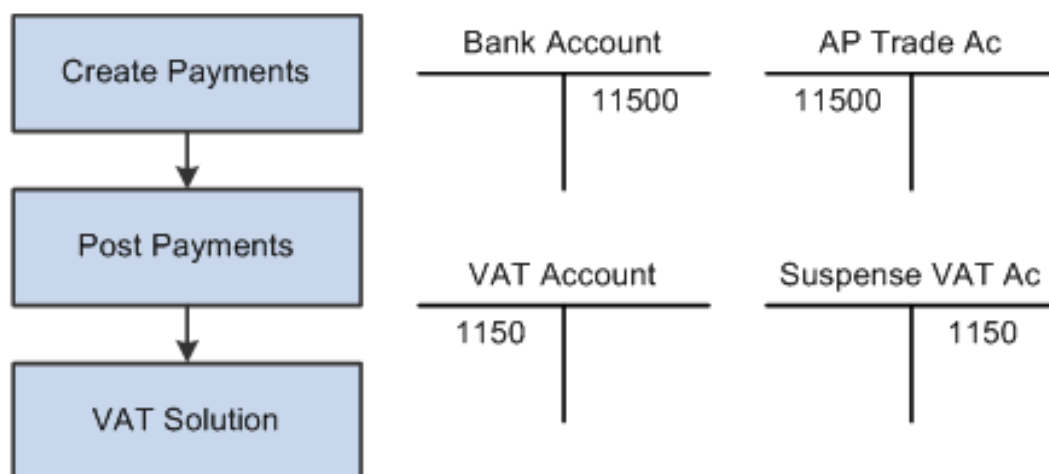 Create Payments
Post Payments
VAT Solution
Bank Account
11500
AP Trade Ac
11500
VAT Account
1150
Suspense VAT Ac
1150